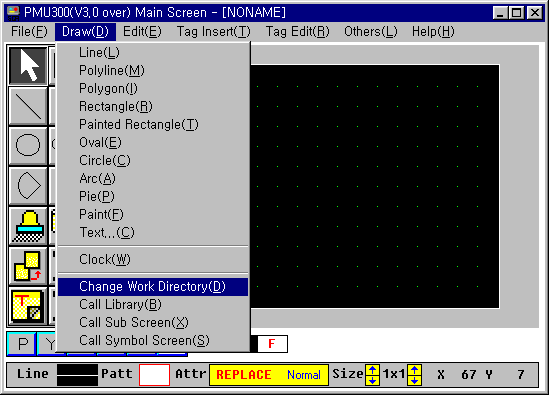 PMU300(V3,0 over) Main Screen - [NONAME]
File(F) Draw(D) Edit(E) Tag Insert(T) Tag Edit(R) Others(L) Help(H)
Line(L)
Polyline(M)
Polygon(I)
Rectangle(R)
Painted Rectangle(T)
Oval(E)
Circle(C)
Arc(A)
Pie(P)
Paint(F)
Text...(C)
Clock(W)
Change Work Directory(D)
Call Library(B)
Call Sub Screen(X)
Call Symbol Screen(S)
T
P Y F
Line Patt Attr REPLACE Normal Size 1x1 X 67 Y 7